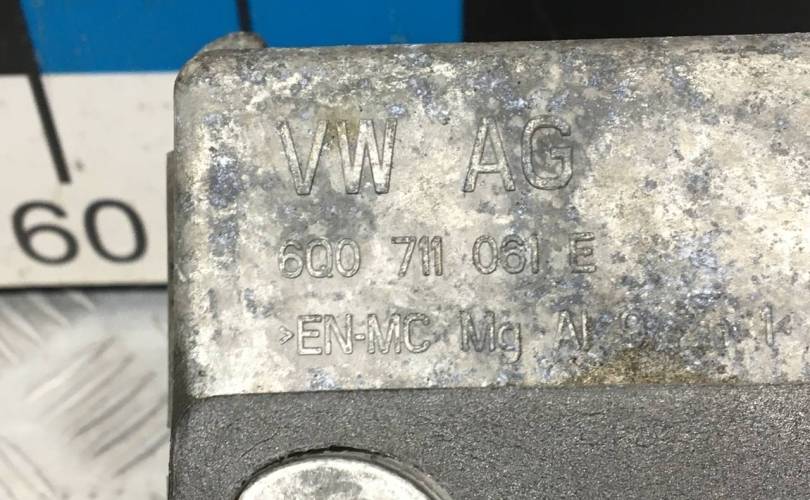 60
VW AG
6Q0 711 061 E
>EN-MC Mg Al